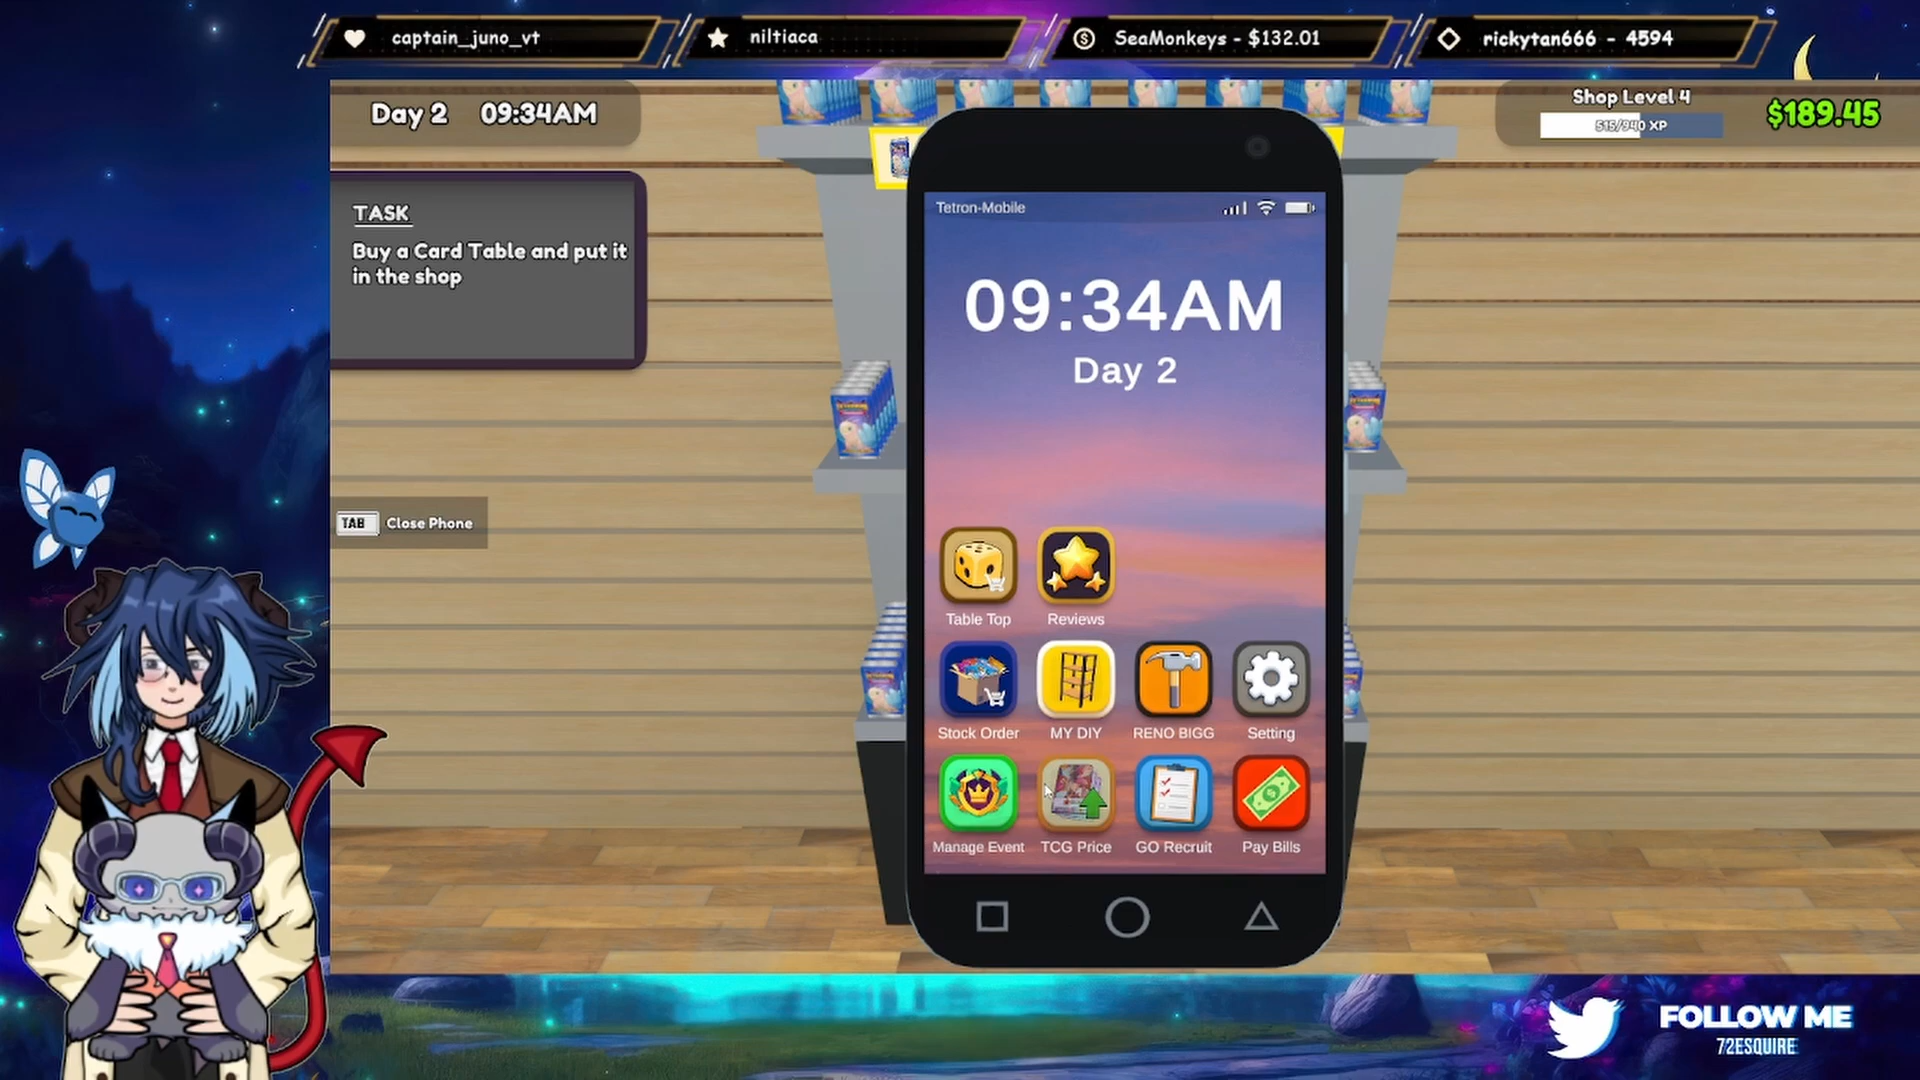 captain_juno_vt
niltiaca
SeaMonkeys - $132.01
rickytan666 - 4594
Day 2 09:34AM
Shop Level 4
515/940 XP
$189.45
TASK
Buy a Card Table and put it
in the shop
TAB Close Phone
Tetron-Mobile
09:34AM
Day 2
Table Top
Reviews
Stock Order
MY DIY
RENO BIGG
Setting
Manage Event
TCG Price
GO Recruit
Pay Bills
FOLLOW ME
72ESQUIRE